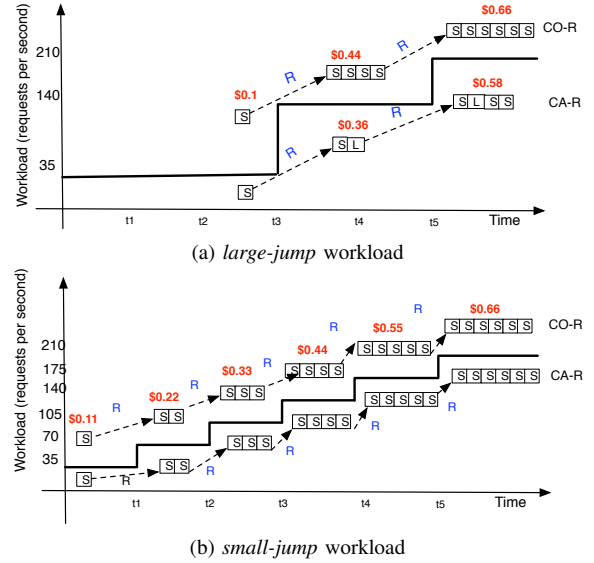 Workload (requests per second)
$0.66
S S S S S S
CO-R
R
210
$0.44
S S S S
R
$0.58
140
$0.1
S
S L S S
CA-R
R
$0.36
S L
R
35
S
t1 t2 t3 t4 t5 Time
(a) large-jump workload
Workload (requests per second)
R
R
$0.66
$0.55
S S S S S S
CO-R
210
$0.44
S S S S S
$0.33
R
175
S S S S
CA-R
$0.22
R
S S S S S S
140
R
S S S
$0.11
S S
S S S S S
105
S
S S S S
R
70
S S S
R
35
S S
R
S
R
R
t1 t2 t3 t4 t5 Time
(b) small-jump workload